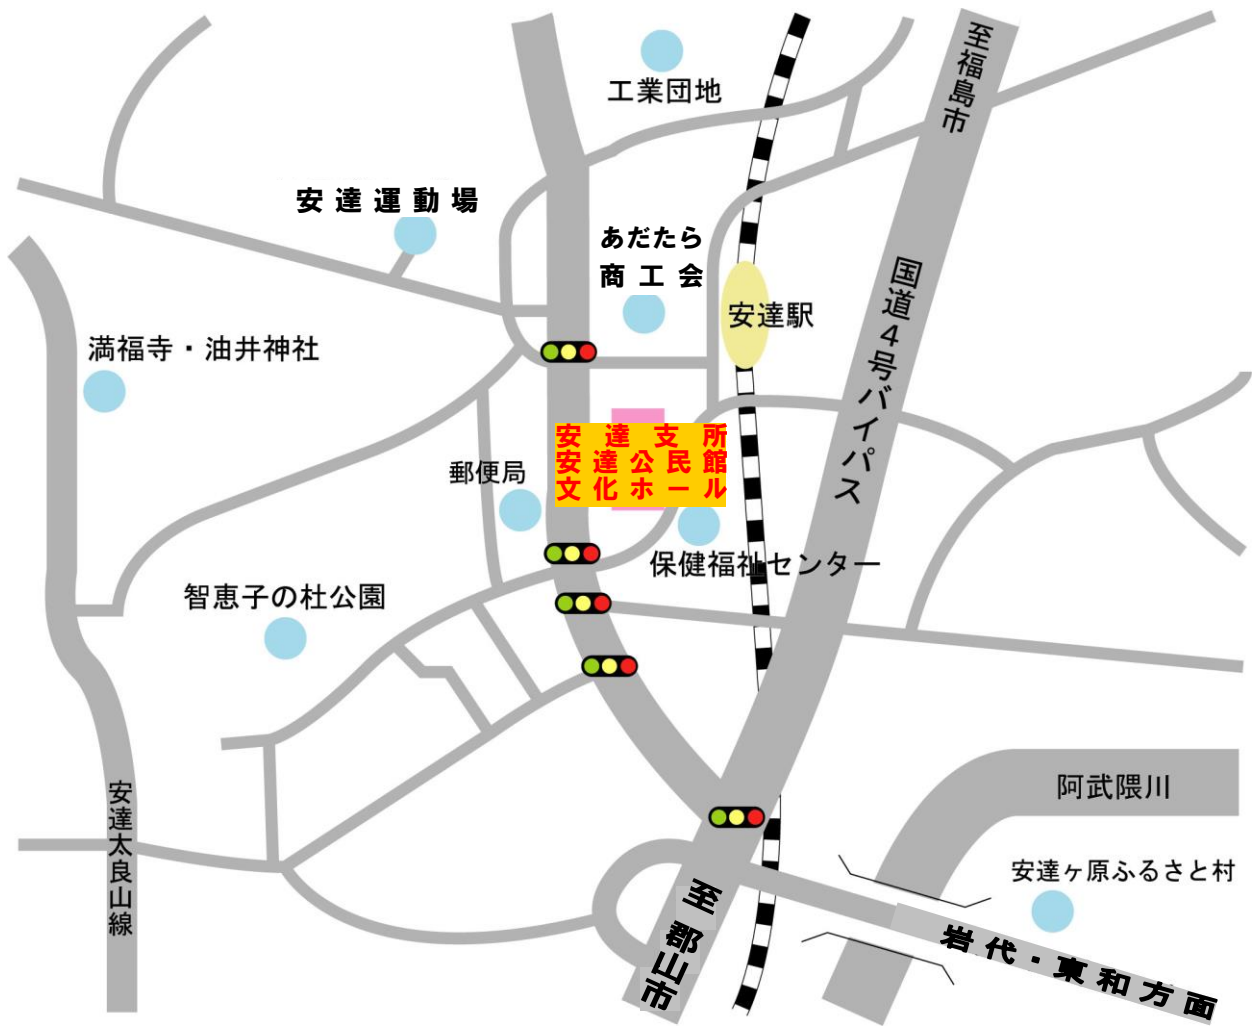 至福島市
工業団地
安達運動場
あだたら
商工会
国道4号バイパス
安達駅
満福寺・油井神社
安達支所
安達公民館
文化ホール
郵便局
保健福祉センター
智恵子の杜公園
安達太良山線
阿武隈川
安達ヶ原ふるさと村
至郡山市
岩代・東和方面